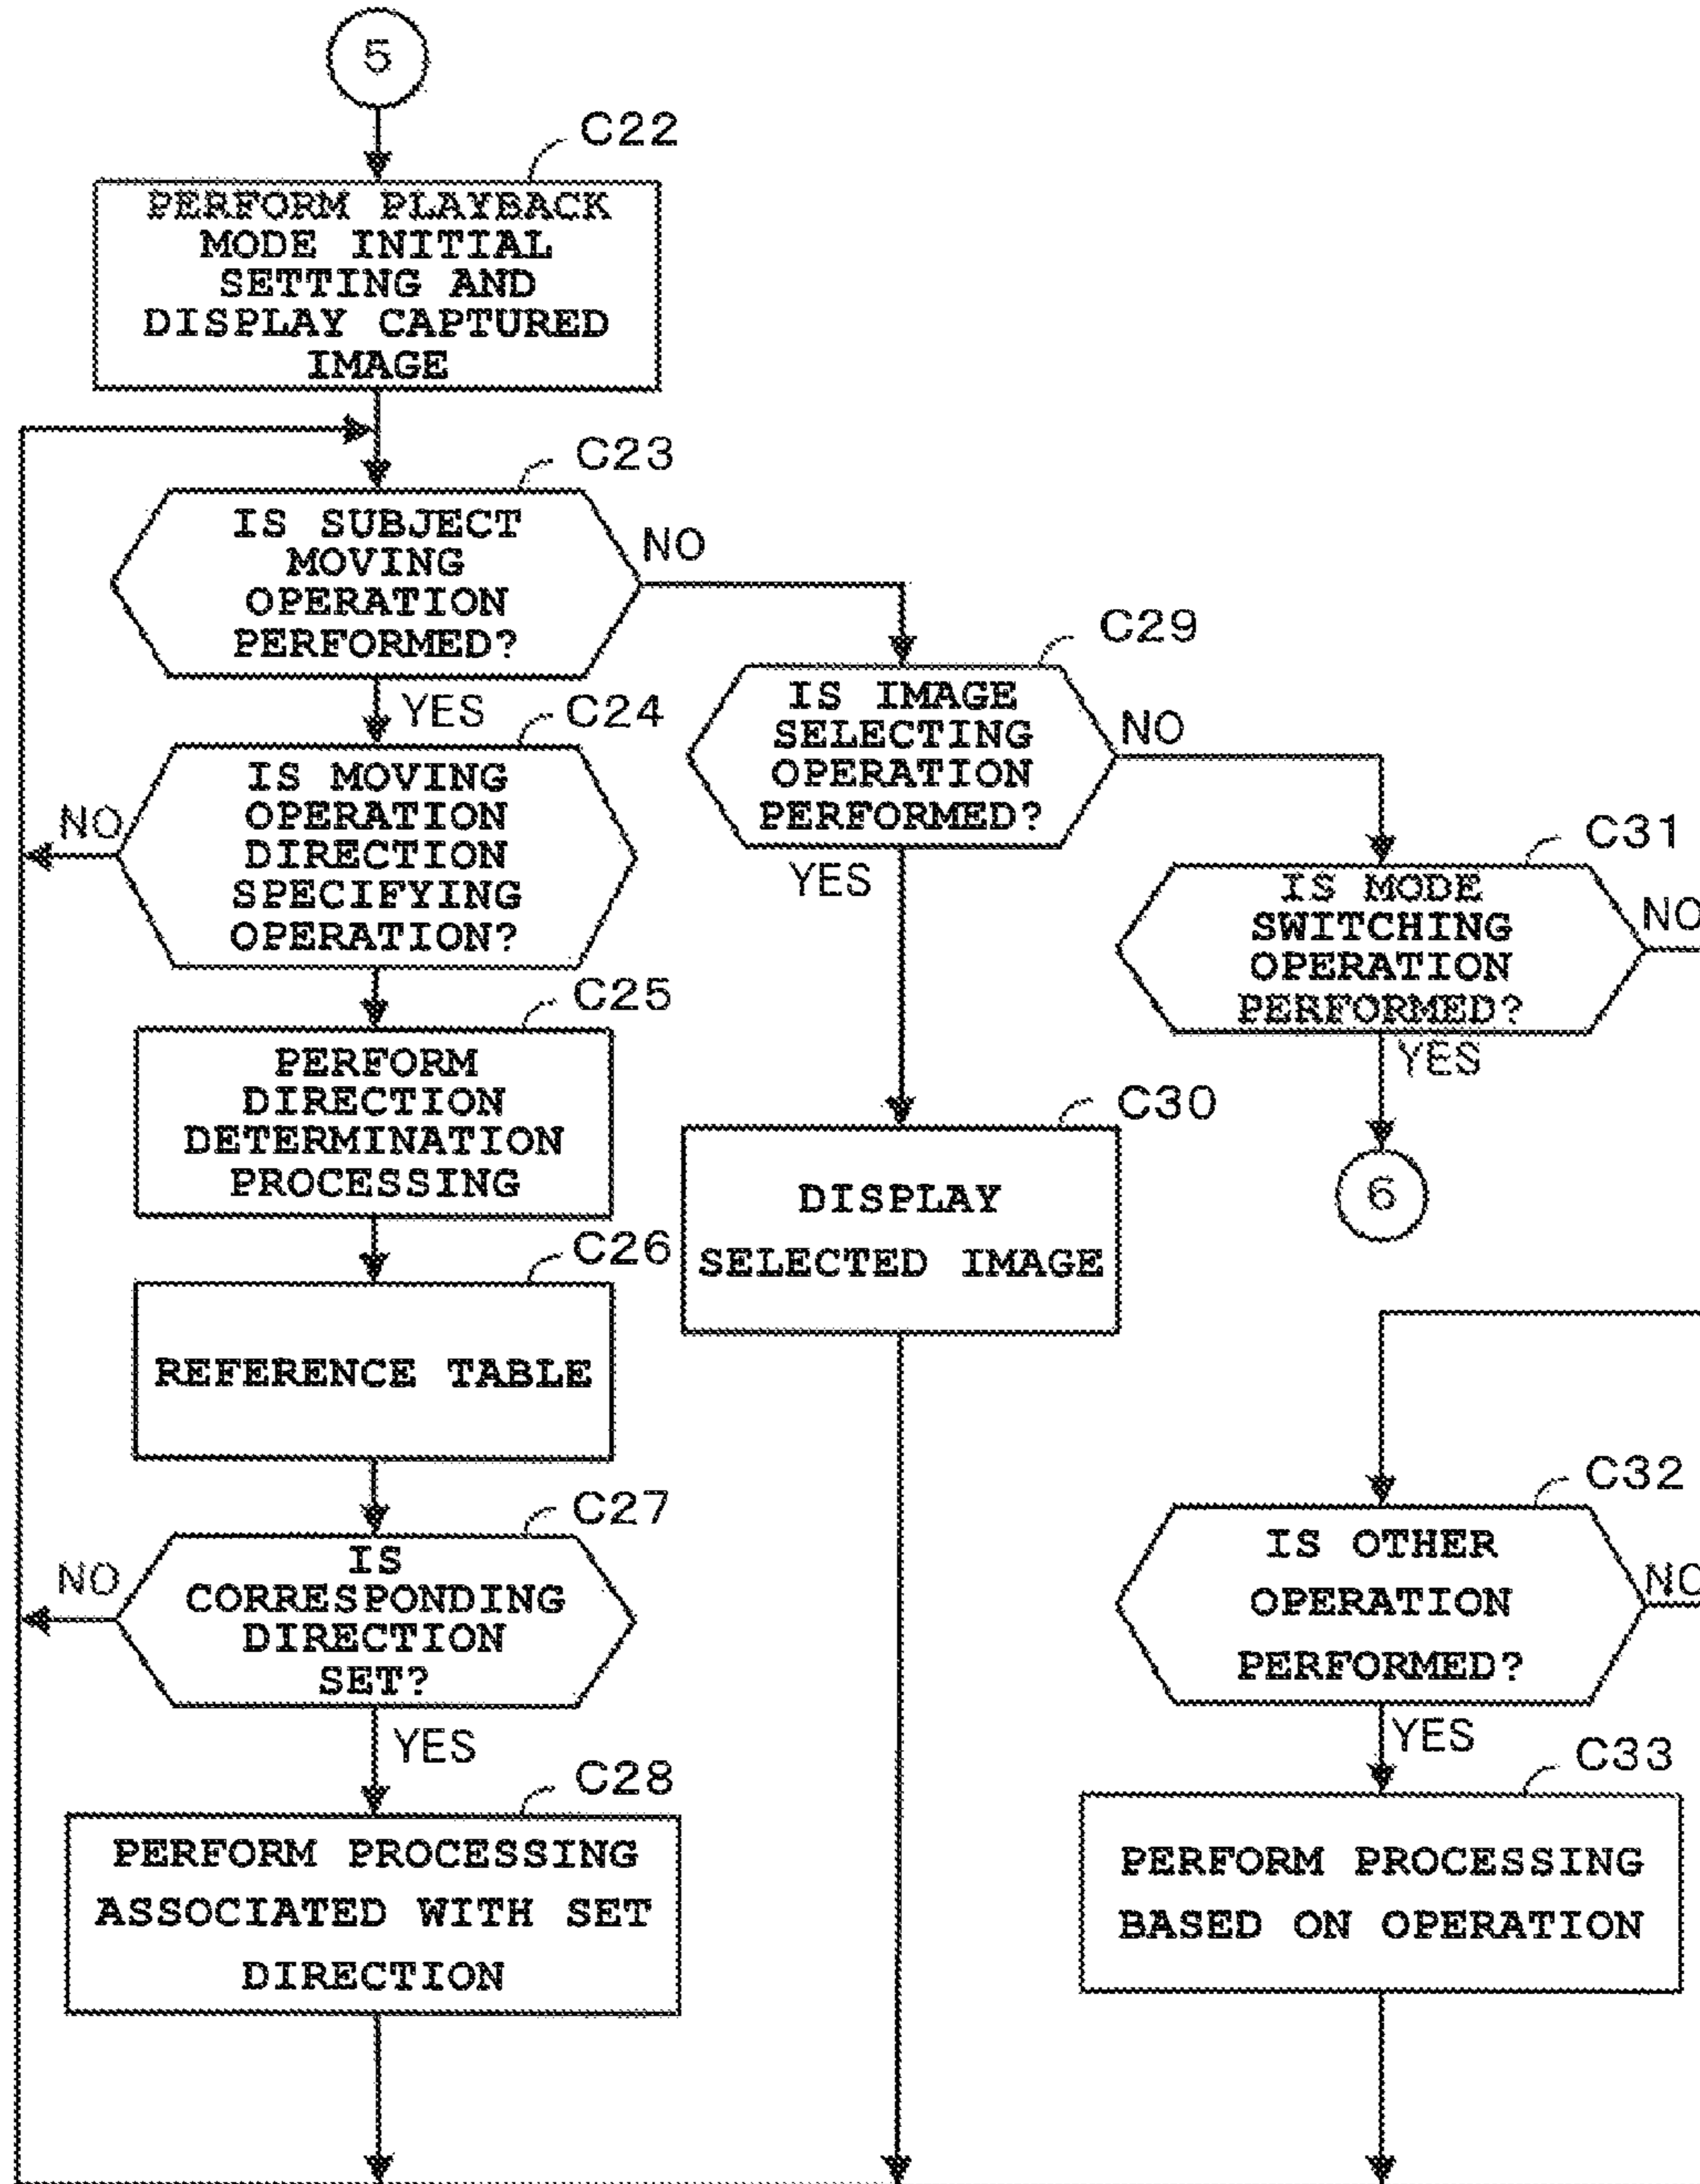 5
C22
PERFORM PLAYBACK
MODE INITIAL
SETTING AND
DISPLAY CAPTURED
IMAGE
C23
IS SUBJECT
MOVING
OPERATION
PERFORMED?
NO
YES
C24
IS MOVING
OPERATION
DIRECTION
SPECIFYING
OPERATION?
NO
C25
PERFORM
DIRECTION
DETERMINATION
PROCESSING
C26
REFERENCE TABLE
C27
IS
CORRESPONDING
DIRECTION
SET?
NO
YES
C28
PERFORM PROCESSING
ASSOCIATED WITH SET
DIRECTION
C29
IS IMAGE
SELECTING
OPERATION
PERFORMED?
NO
YES
C30
DISPLAY
SELECTED IMAGE
C31
IS MODE
SWITCHING
OPERATION
PERFORMED?
NO
YES
6
C32
IS OTHER
OPERATION
PERFORMED?
NO
YES
C33
PERFORM PROCESSING
BASED ON OPERATION